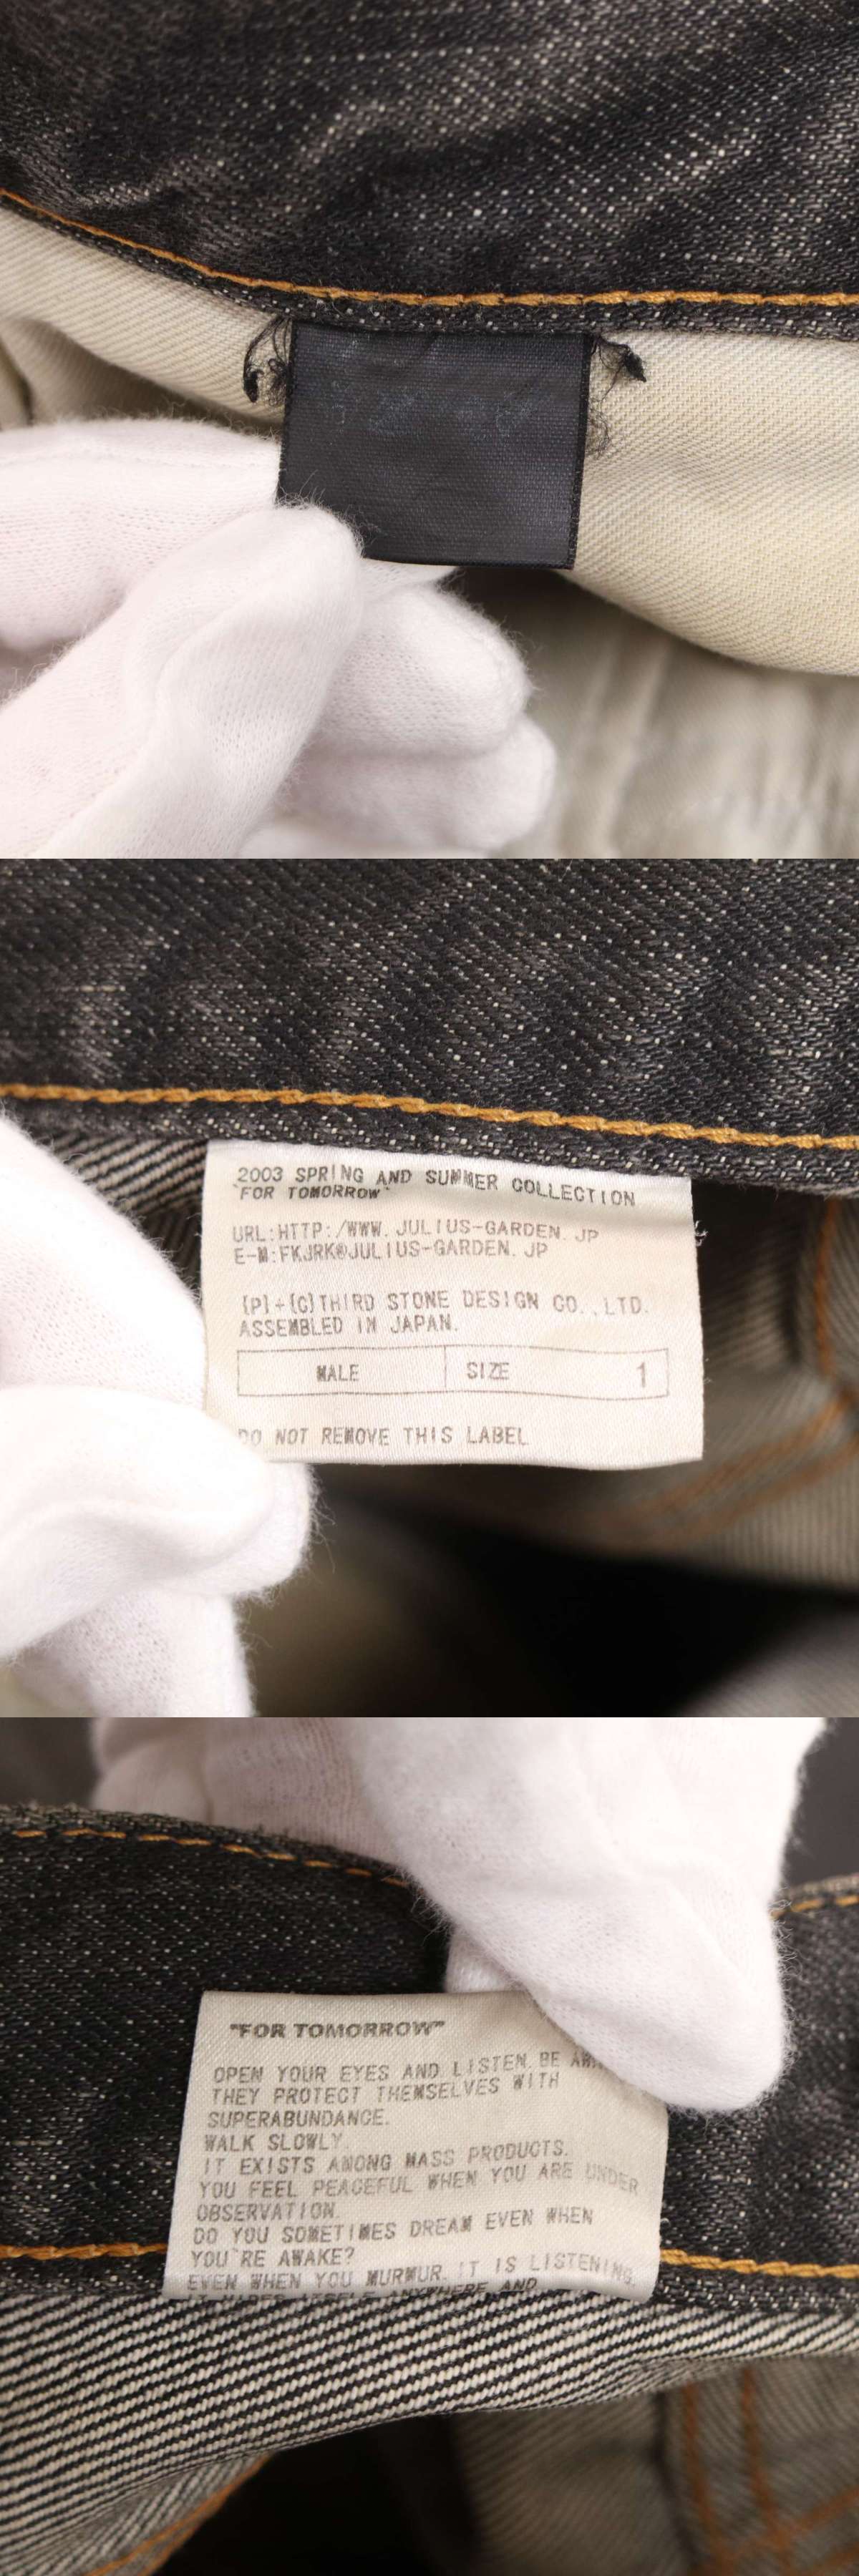 2003 SPRING AND SUMMER COLLECTION
"FOR TOMORROW"
URL:HTTP:/WWW.JULIUS-GARDEN.JP
E-M:FKJRK@JULIUS-GARDEN.JP
(P)+(C)THIRD STONE DESIGN CO.,LTD.
ASSEMBLED IN JAPAN.
MALE SIZE 1
DO NOT REMOVE THIS LABEL
"FOR TOMORROW"
OPEN YOUR EYES AND LISTEN. BE
THEY PROTECT THEMSELVES WITH
SUPERABUNDANCE.
WALK SLOWLY.
IT EXISTS AMONG MASS PRODUCTS.
YOU FEEL PEACEFUL WHEN YOU ARE UNDER
OBSERVATION.
DO YOU SOMETIMES DREAM EVEN WHEN
YOU'RE AWAKE?
EVEN WHEN YOU MURMUR. IT IS LISTENING.
ANYWHERE AND